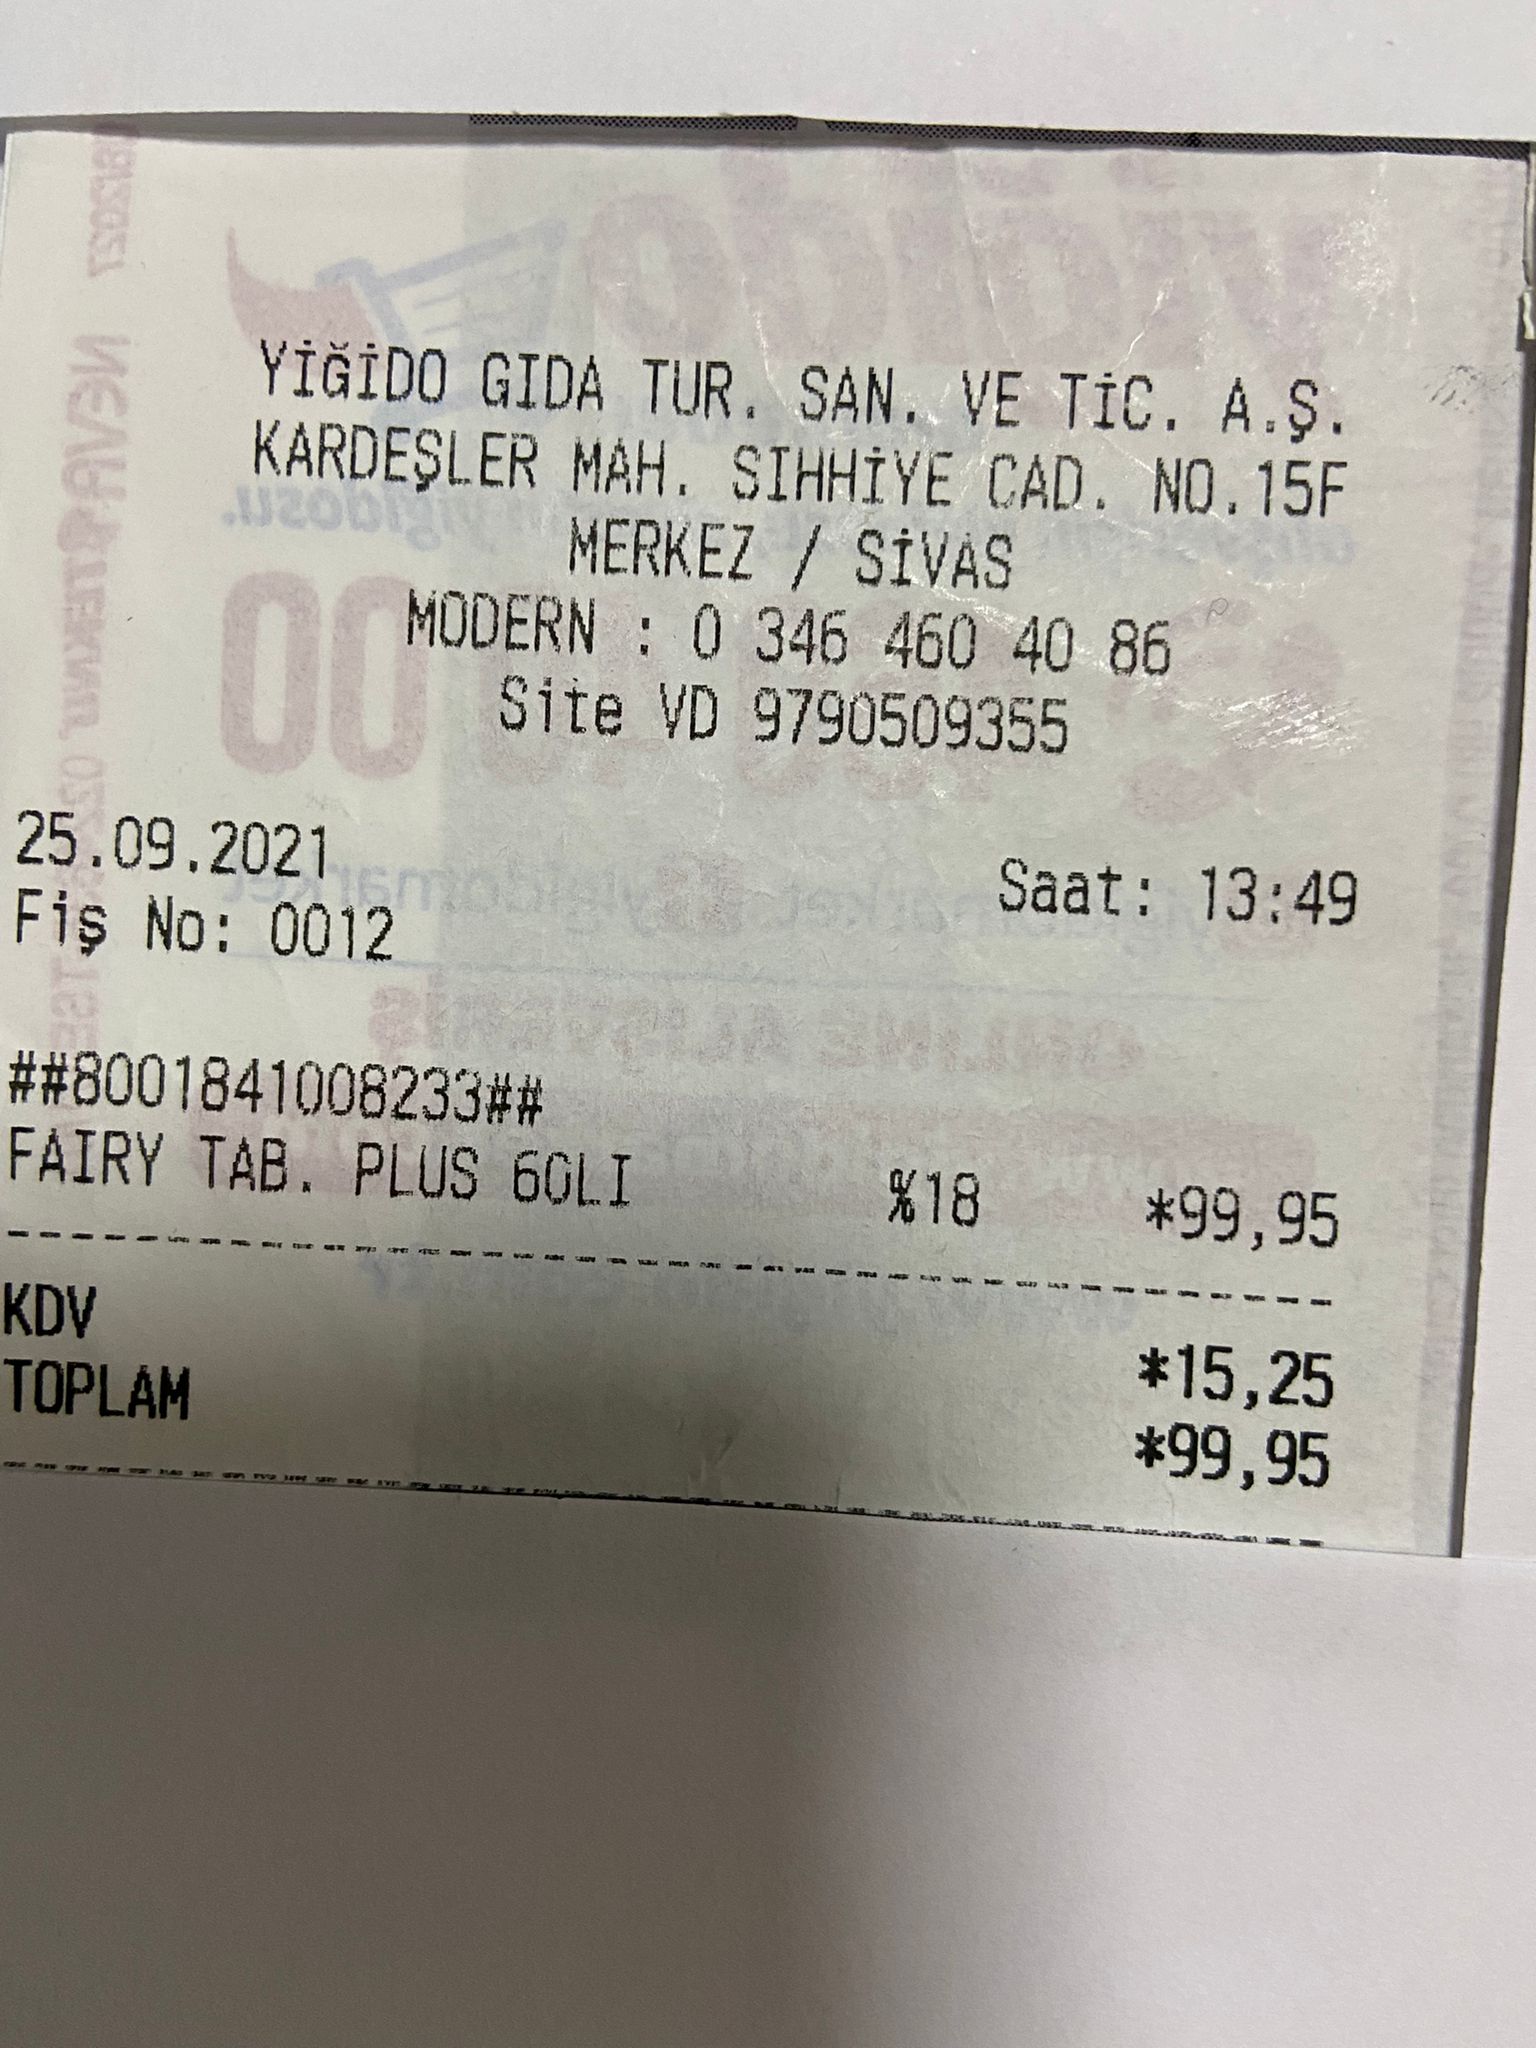 YİĞİDO GIDA TUR. SAN. VE TİC. A.Ş.
KARDEŞLER MAH. SIHHİYE CAD. NO.15F
MERKEZ / SİVAS
MODERN : 0 346 460 40 86
Site VD 9790509355
25.09.2021 Saat: 13:49
Fiş No: 0012
##8001841008233##
FAIRY TAB. PLUS 60LI %18 *99,95
KDV *15,25
TOPLAM *99,95